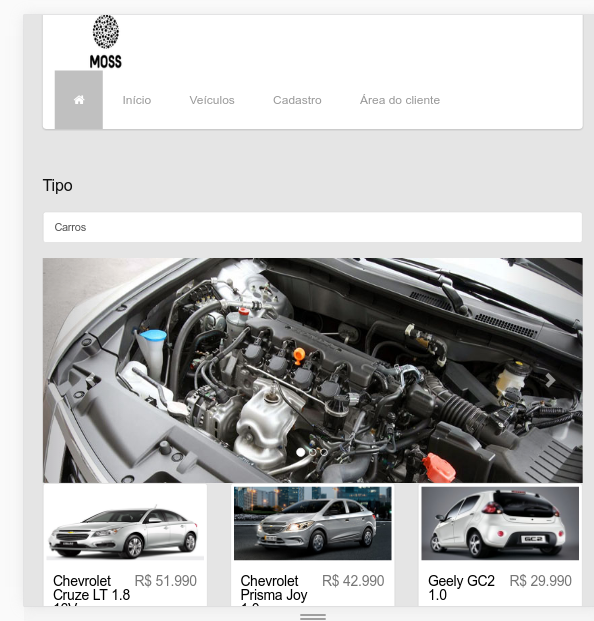 MOSS
Início Veículos Cadastro Área do cliente
Tipo
Carros
GC2
Chevrolet R$ 51.990
Cruze LT 1.8
16V
Chevrolet R$ 42.990
Prisma Joy
1.0
Geely GC2 R$ 29.990
1.0